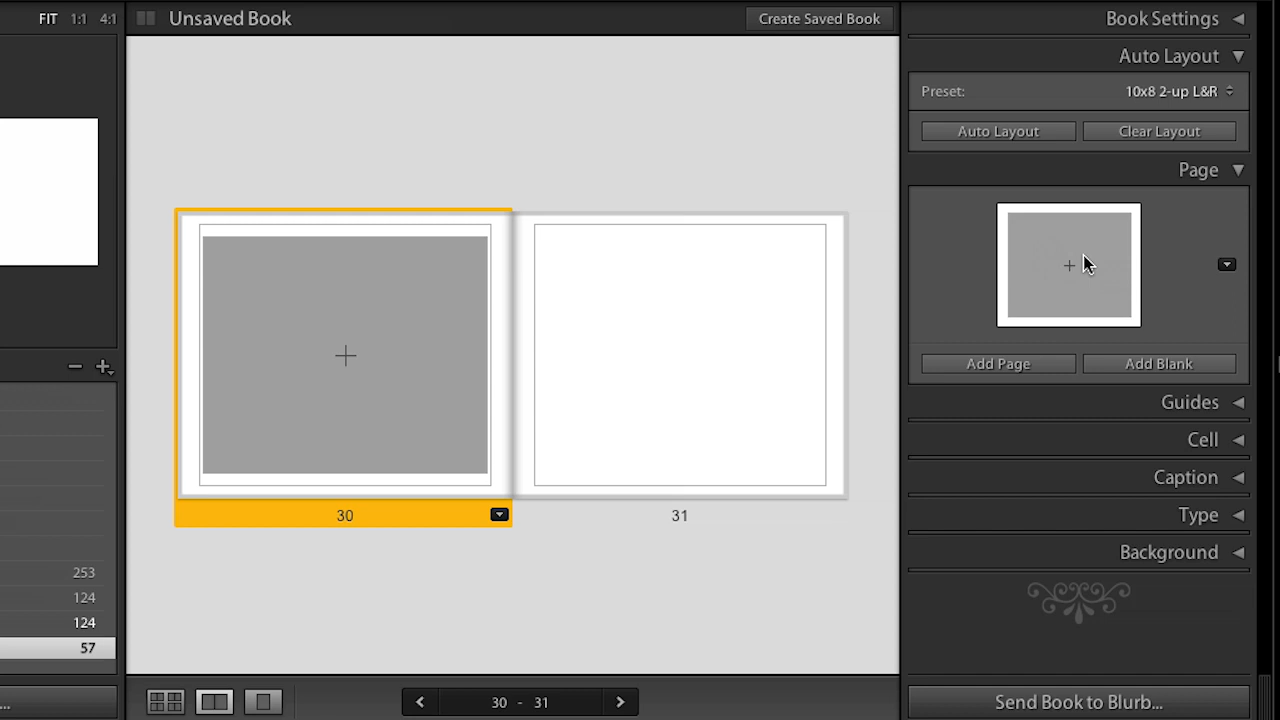 FIT 1:1 4:1
Unsaved Book
Create Saved Book
Book Settings
Auto Layout
Preset: 10x8 2-up L&R
Auto Layout Clear Layout
Page
Add Page Add Blank
Guides
Cell
Caption
Type
Background
30
31
253
124
124
57
...
30 - 31
Send Book to Blurb...